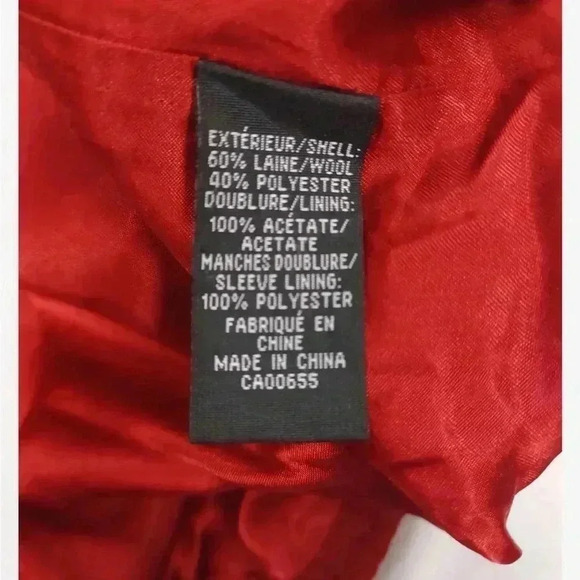 EXTÉRIEUR/SHELL:
60% LAINE/WOOL
40% POLYESTER
DOUBLURE/LINING:
100% ACÉTATE/
ACETATE
MANCHES DOUBLURE/
SLEEVE LINING:
100% POLYESTER
FABRIQUÉ EN
CHINE
MADE IN CHINA
CA00655